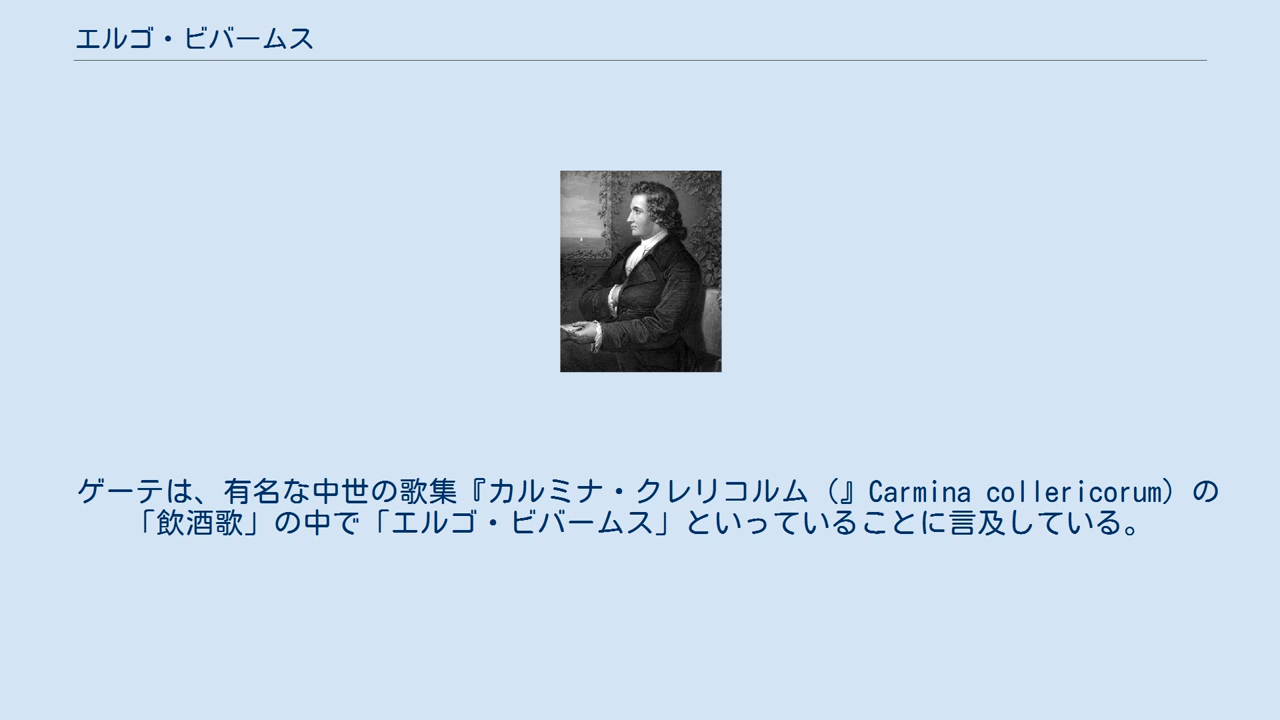 エルゴ・ビバームス
ゲーテは、有名な中世の歌集『カルミナ・クレリコルム（』Carmina collericorum）の
「飲酒歌」の中で「エルゴ・ビバームス」といっていることに言及している。